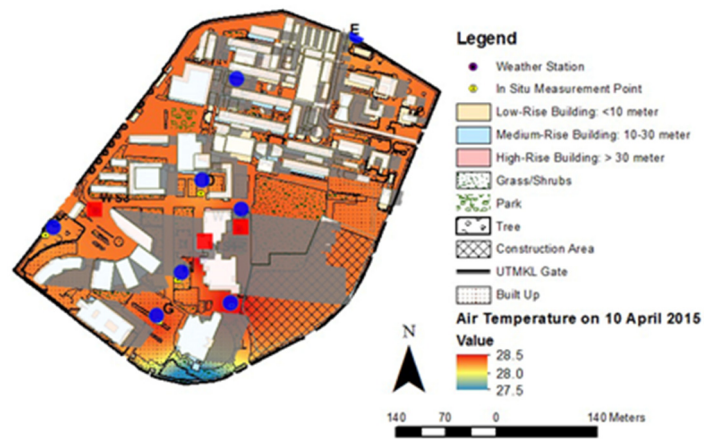 E
WS3
G
Legend
Weather Station
In Situ Measurement Point
Low-Rise Building: <10 meter
Medium-Rise Building: 10-30 meter
High-Rise Building: > 30 meter
Grass/Shrubs
Park
Tree
Construction Area
UTMKL Gate
Built Up
Air Temperature on 10 April 2015
Value
28.5
28.0
27.5
N
140 70 0 140 Meters